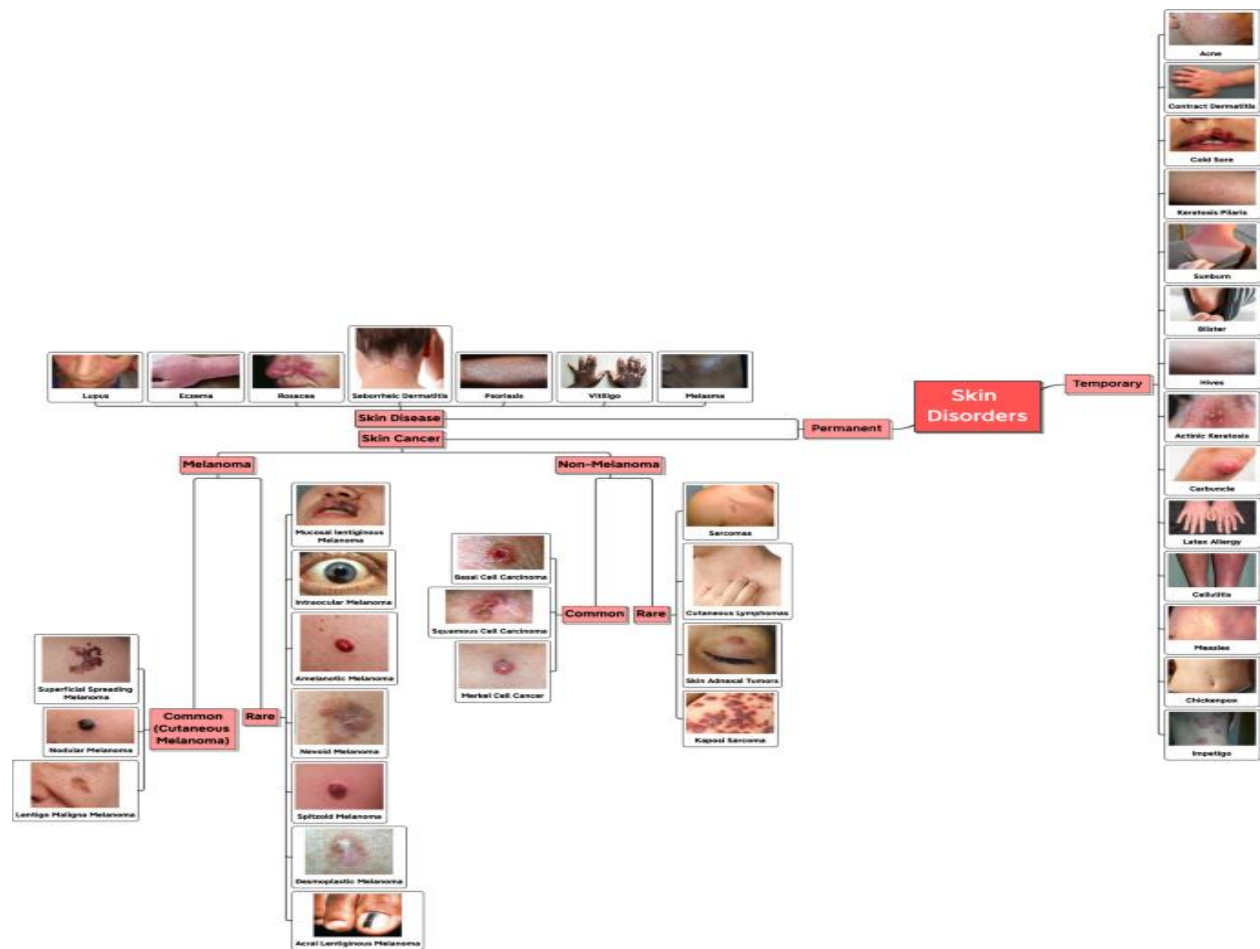 Acne
Contract Dermatitis
Cold Sore
Keratosis Pilaris
Sunburn
Blister
Hives
Actinic Keratosis
Carbuncle
Latex Allergy
Cellulitis
Measles
Chickenpox
Impetigo
Temporary
Skin
Disorders
Permanent
Lupus
Eczema
Rosacea
Seborrheic Dermatitis
Psoriasis
Vitiligo
Melasma
Skin Disease
Skin Cancer
Melanoma
Non-Melanoma
Mucosal lentiginous
Melanoma
Intraocular Melanoma
Amelanotic Melanoma
Nevoid Melanoma
Spitzoid Melanoma
Desmoplastic Melanoma
Acral Lentiginous Melanoma
Superficial Spreading
Melanoma
Nodular Melanoma
Lentigo Maligna Melanoma
Common
(Cutaneous
Melanoma)
Rare
Basal Cell Carcinoma
Squamous Cell Carcinoma
Merkel Cell Cancer
Common
Rare
Sarcomas
Cutaneous Lymphomas
Skin Adnexal Tumors
Kaposi Sarcoma